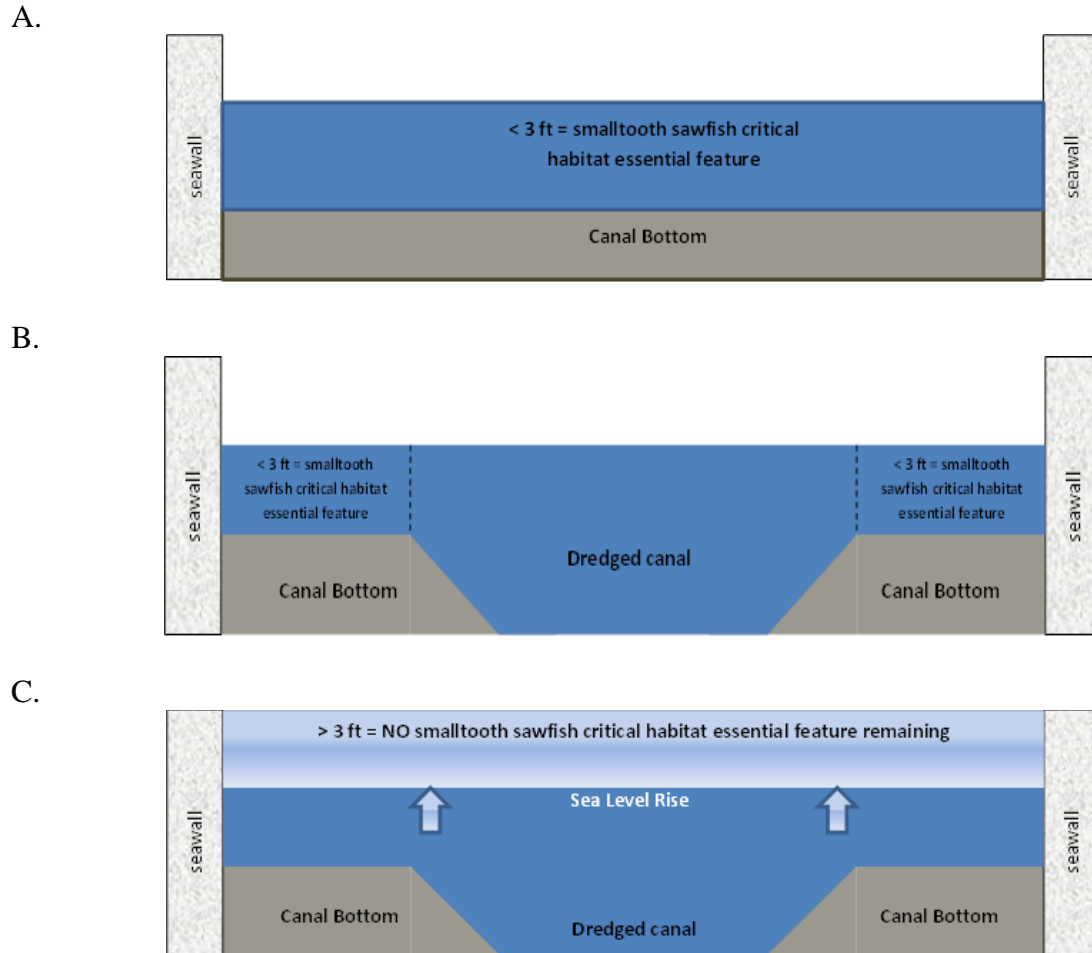 A.
seawall
< 3 ft = smalltooth sawfish critical
habitat essential feature
Canal Bottom
seawall
B.
seawall
< 3 ft = smalltooth
sawfish critical habitat
essential feature
Canal Bottom
Dredged canal
< 3 ft = smalltooth
sawfish critical habitat
essential feature
Canal Bottom
seawall
C.
seawall
> 3 ft = NO smalltooth sawfish critical habitat essential feature remaining
Sea Level Rise
Canal Bottom
Dredged canal
Canal Bottom
seawall